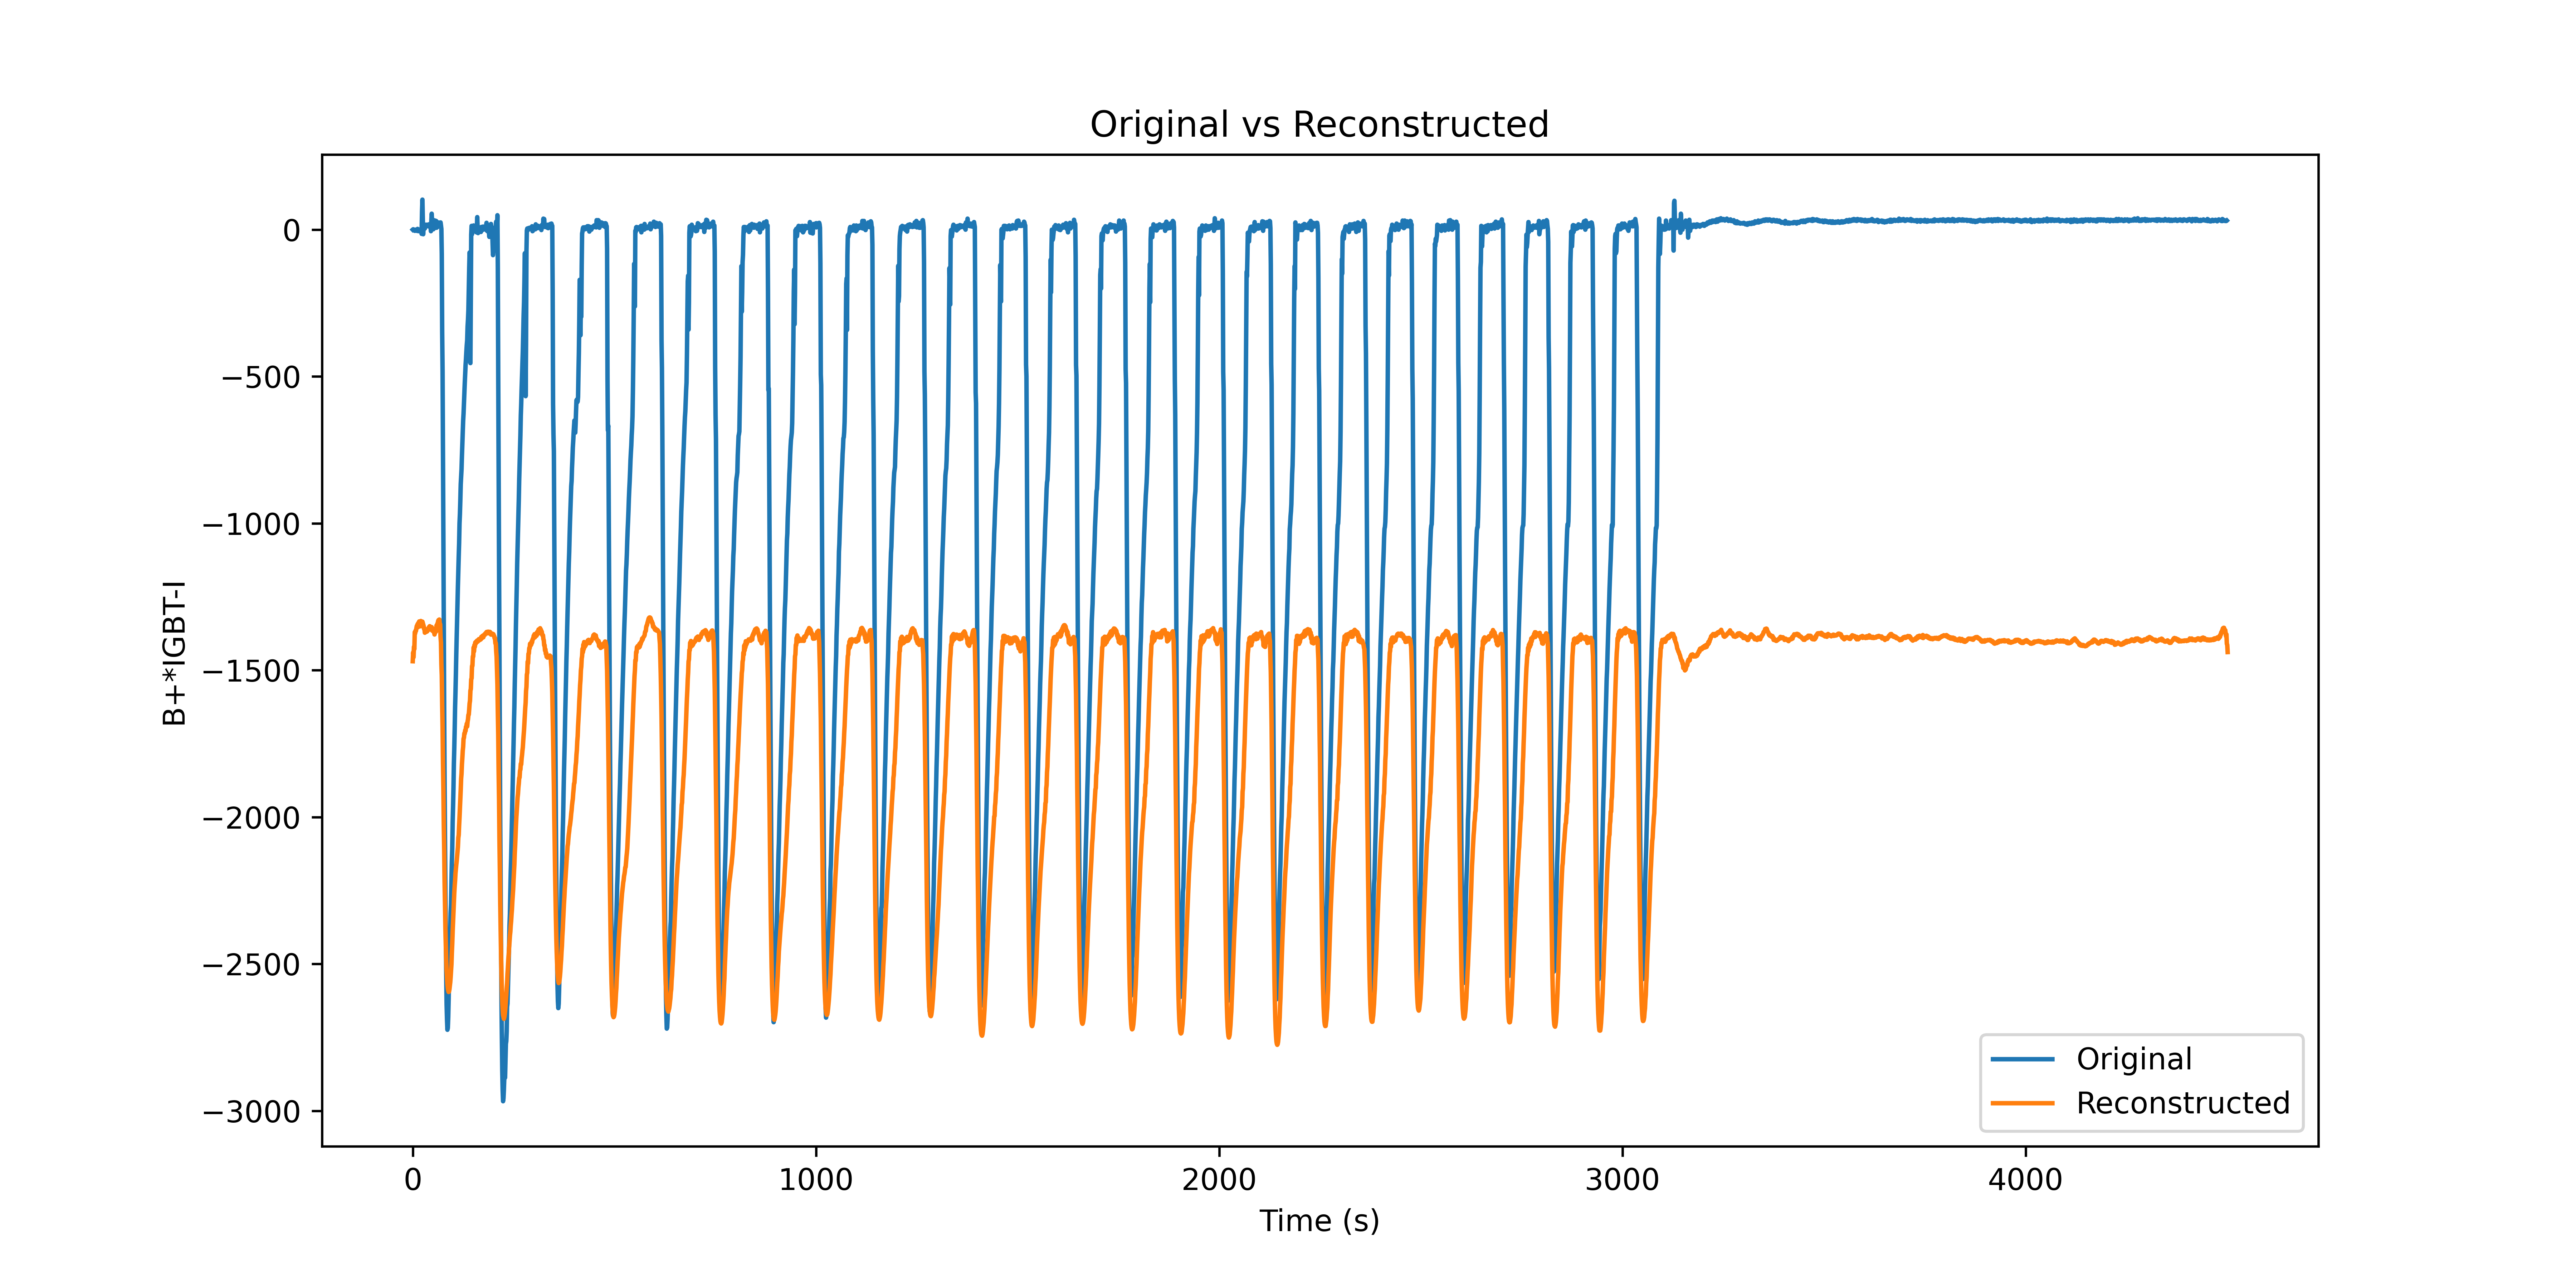 Original vs Reconstructed
0
−500
−1000
−1500
−2000
−2500
−3000
B+*IGBT-I
0
1000
2000
3000
4000
Time (s)
Original
Reconstructed